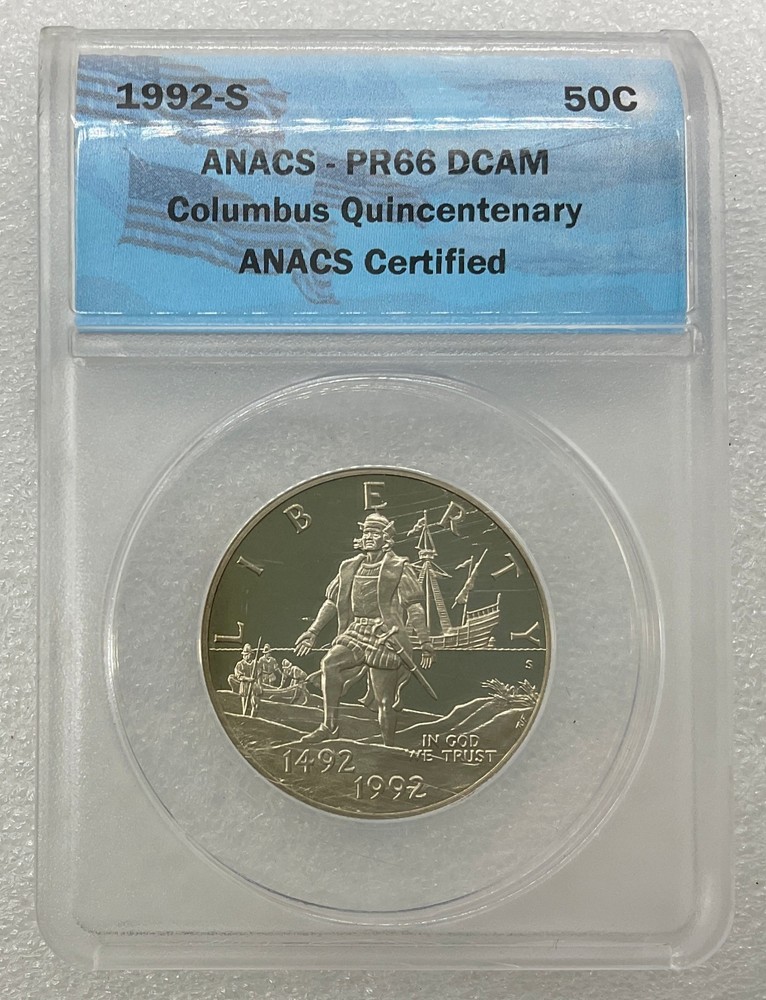 1992-S 50C
ANACS - PR66 DCAM
Columbus Quincentenary
ANACS Certified
LIBERTY
S
IN GOD
WE TRUST
1492
1992